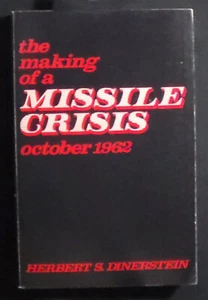 the
making
of a
MISSILE
CRISIS
october 1962
HERBERT S. DINERSTEIN